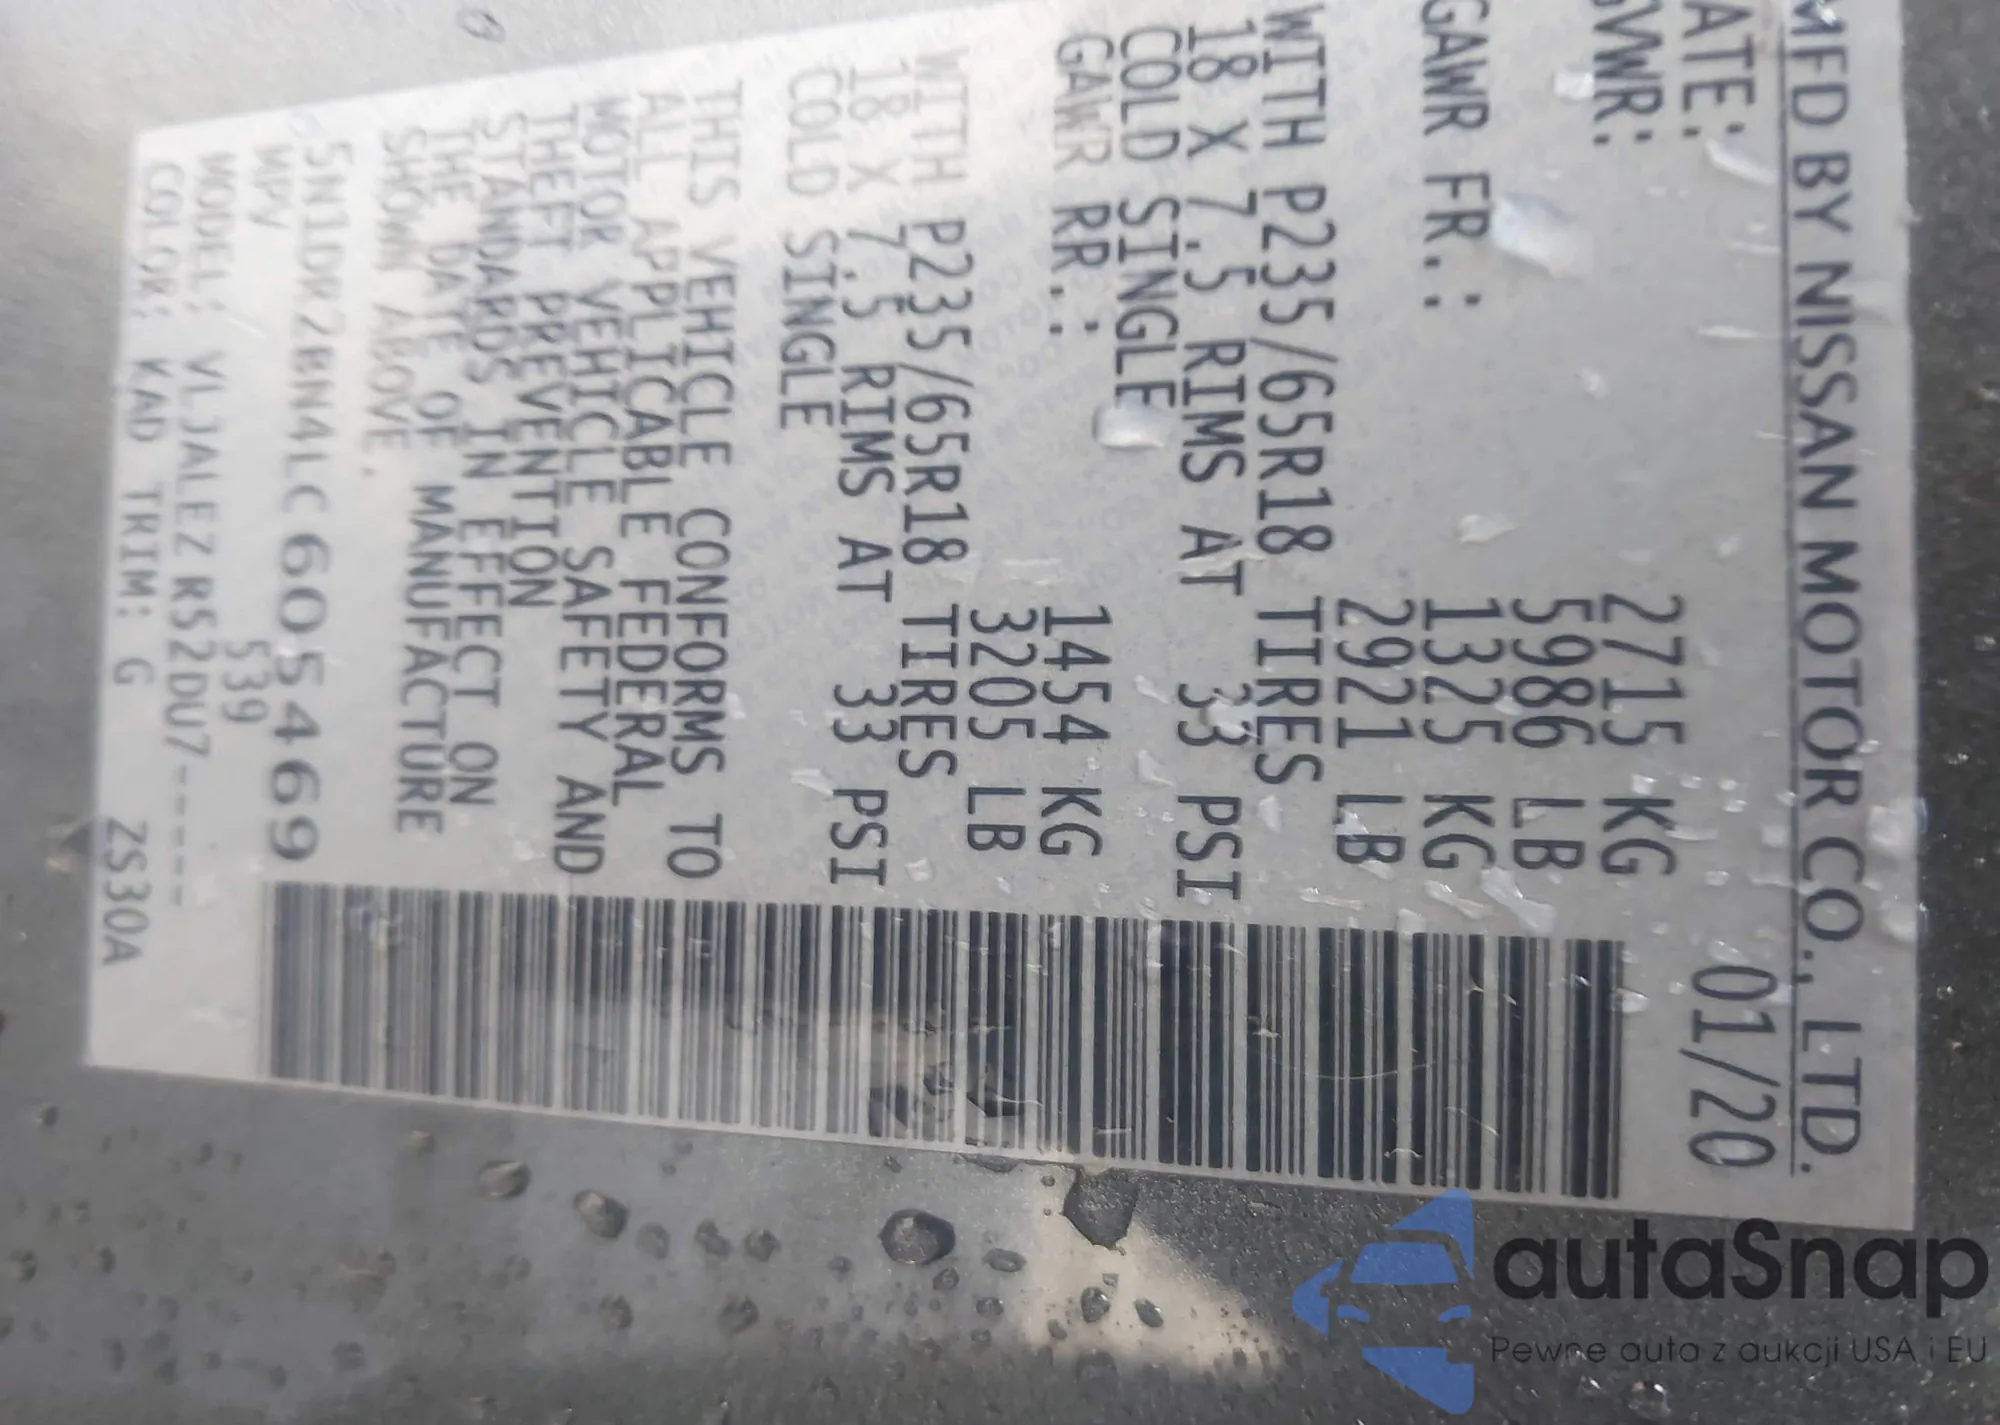 MFD BY NISSAN MOTOR CO., LTD.
ATE: 01/20
GVWR: 2715 KG
5986 LB
GAWR FR.: 1325 KG
2921 LB
WITH P235/65R18 TIRES
18 X 7.5 RIMS AT 33 PSI
COLD SINGLE
GAWR RR.: 1454 KG
3205 LB
WITH P235/65R18 TIRES
18 X 7.5 RIMS AT 33 PSI
COLD SINGLE
THIS VEHICLE CONFORMS TO
ALL APPLICABLE FEDERAL
MOTOR VEHICLE SAFETY AND
THEFT PREVENTION
STANDARDS IN EFFECT ON
THE DATE OF MANUFACTURE
SHOWN ABOVE.
5N1DR2BN4LC605469
MPV 539
MODEL: VLJALEZ R52DU7-----
COLOR: KAD TRIM: G ZS30A
autaSnap
Pewne auta z aukcji USA i EU